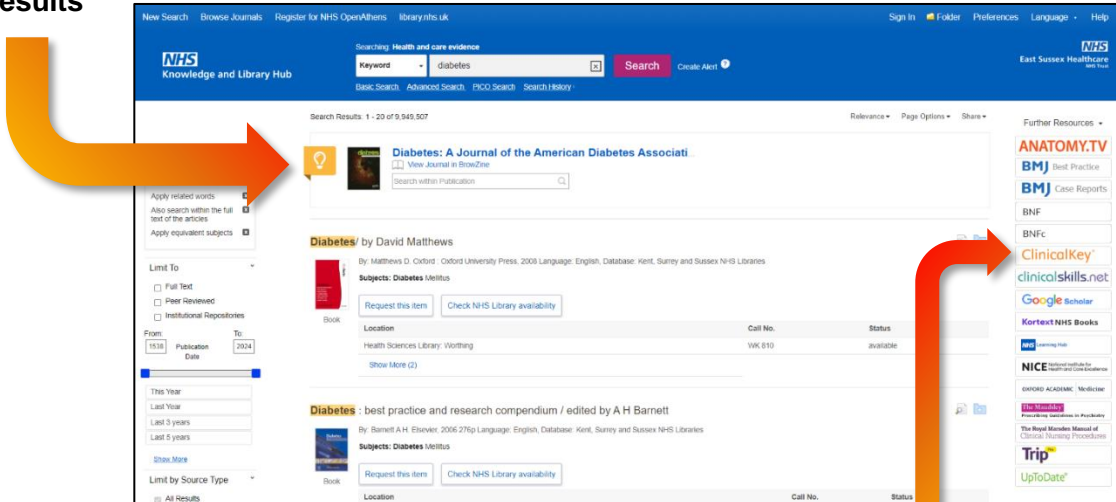 esults
New Search Browse Journals Register for NHS OpenAthens library.nhs.uk
Sign In Folder Preferences Language Help
NHS
Knowledge and Library Hub
Searching: Health and care evidence
Keyword diabetes Search Create Alert ?
Basic Search Advanced Search PICO Search Search History
NHS
East Sussex Healthcare
NHS Trust
Search Results: 1 - 20 of 9,949,507
Relevance Page Options Share
Diabetes: A Journal of the American Diabetes Associati...
View Journal in BrowZine
Search within Publication
Apply related words
Also search within the full
text of the articles
Apply equivalent subjects
Limit To
Full Text
Peer Reviewed
Institutional Repositories
From: To:
1538 Publication 2024
Date
This Year
Last Year
Last 3 years
Last 5 years
Show More
Limit by Source Type
All Results
Diabetes/ by David Matthews
By: Matthews D. Oxford : Oxford University Press, 2008 Language: English, Database: Kent, Surrey and Sussex NHS Libraries
Subjects: Diabetes Mellitus
Request this item Check NHS Library availability
Book
Location Call No. Status
Health Sciences Library: Worthing WK 810 available
Show More (2)
Diabetes : best practice and research compendium / edited by A H Barnett
By: Barnett A.H. Elsevier, 2006 276p Language: English, Database: Kent, Surrey and Sussex NHS Libraries
Subjects: Diabetes Mellitus
Request this item Check NHS Library availability
Book
Location Call No. Status
Further Resources
ANATOMY.TV
BMJ Best Practice
BMJ Case Reports
BNF
BNFc
ClinicalKey
clinicalskills.net
Google Scholar
Kortext NHS Books
NHS Learning Hub
NICE National Institute for
Health and Care Excellence
OXFORD ACADEMIC Medicine
The Maudsley
Prescribing Guidelines in Psychiatry
The Royal Marsden Manual of
Clinical Nursing Procedures
Trip
UpToDate®